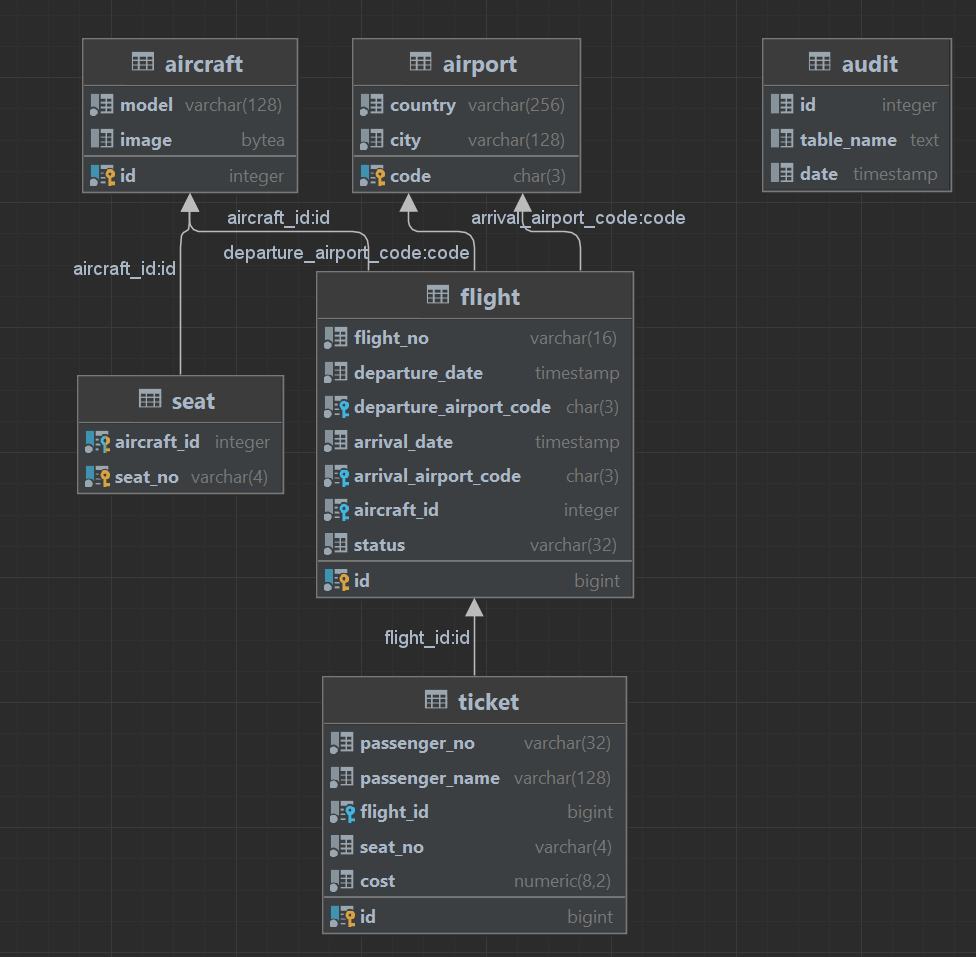 aircraft
model varchar(128)
image bytea
id integer
airport
country varchar(256)
city varchar(128)
code char(3)
audit
id integer
table_name text
date timestamp
aircraft_id:id
arrival_airport_code:code
departure_airport_code:code
aircraft_id:id
flight
flight_no varchar(16)
departure_date timestamp
departure_airport_code char(3)
arrival_date timestamp
arrival_airport_code char(3)
aircraft_id integer
status varchar(32)
id bigint
seat
aircraft_id integer
seat_no varchar(4)
flight_id:id
ticket
passenger_no varchar(32)
passenger_name varchar(128)
flight_id bigint
seat_no varchar(4)
cost numeric(8,2)
id bigint